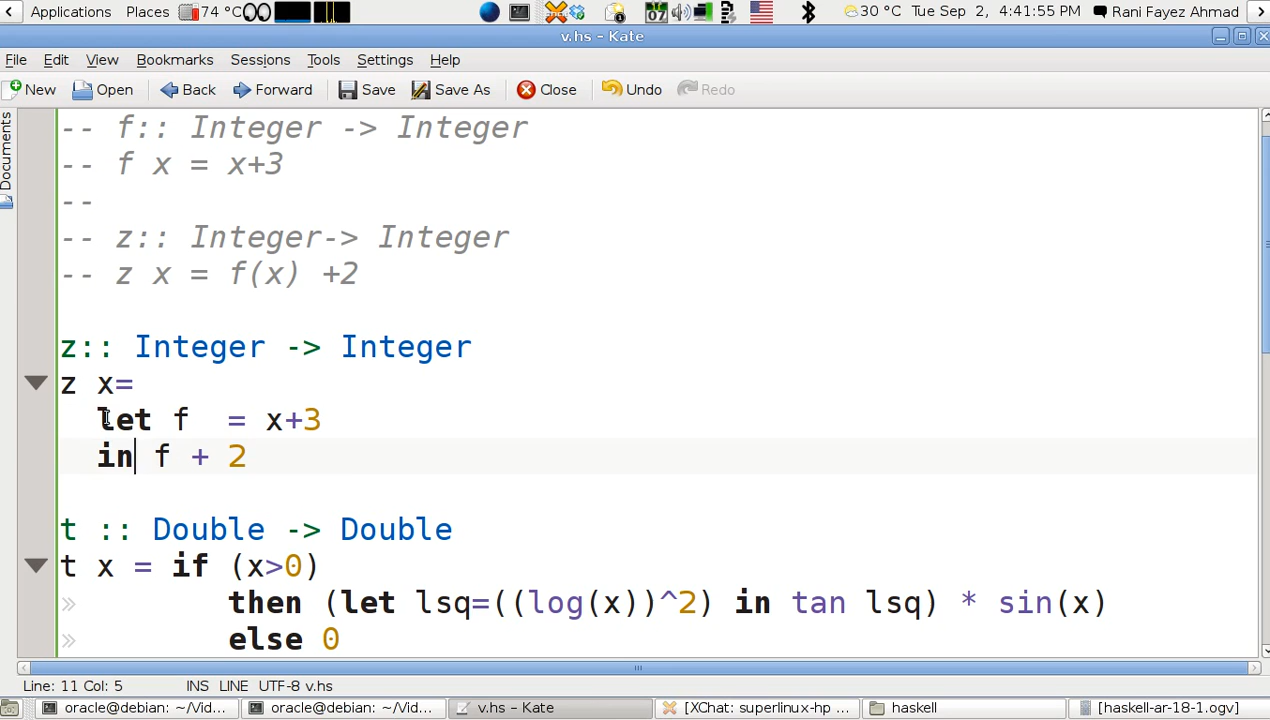 Applications Places 74 °C 07 30 °C Tue Sep 2, 4:41:55 PM Rani Fayez Ahmad
v.hs – Kate
File Edit View Bookmarks Sessions Tools Settings Help
New Open Back Forward Save Save As Close Undo Redo
Documents
-- f:: Integer -> Integer
-- f x = x+3
--
-- z:: Integer-> Integer
-- z x = f(x) +2
z:: Integer -> Integer
z x=
let f = x+3
in f + 2
t :: Double -> Double
t x = if (x>0)
» then (let lsq=((log(x))^2) in tan lsq) * sin(x)
» else 0
Line: 11 Col: 5 INS LINE UTF-8 v.hs
oracle@debian: ~/Vid... oracle@debian: ~/Vid... v.hs – Kate [XChat: superlinux-hp ... haskell [haskell-ar-18-1.ogv]